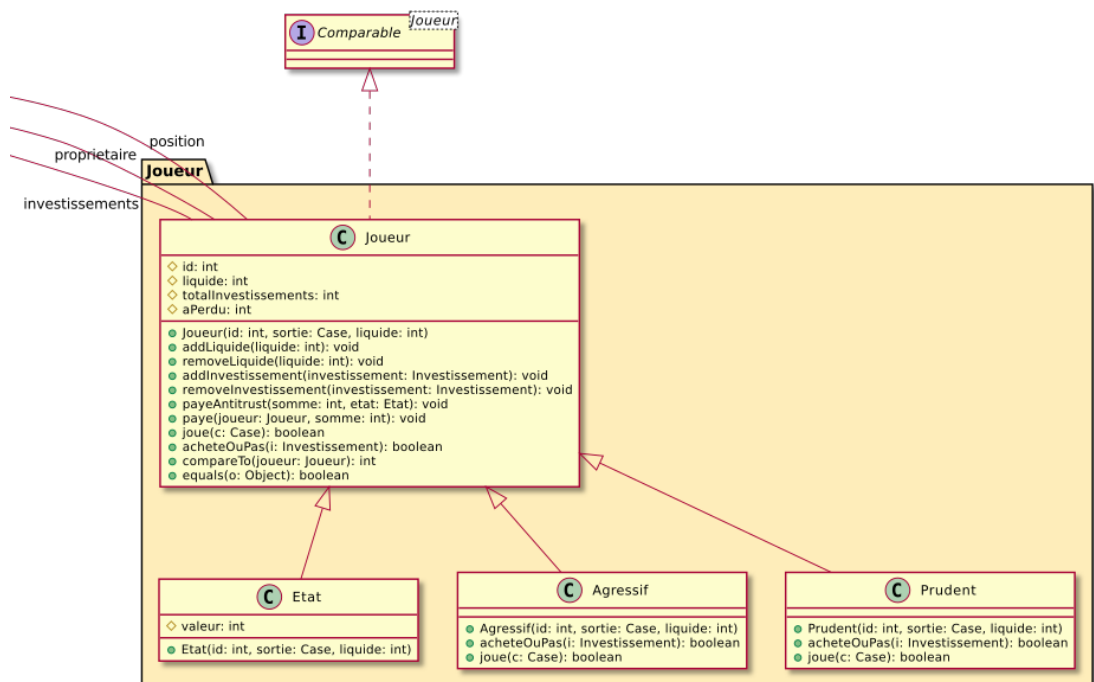 I Comparable
Joueur
position
proprietaire
Joueur
investissements
C Joueur
id: int
liquide: int
totalInvestissements: int
aPerdu: int
Joueur(id: int, sortie: Case, liquide: int)
addLiquide(liquide: int): void
removeLiquide(liquide: int): void
addInvestissement(investissement: Investissement): void
removeInvestissement(investissement: Investissement): void
payeAntitrust(somme: int, etat: Etat): void
paye(joueur: Joueur, somme: int): void
joue(c: Case): boolean
acheteOuPas(i: Investissement): boolean
compareTo(joueur: Joueur): int
equals(o: Object): boolean
C Etat
valeur: int
Etat(id: int, sortie: Case, liquide: int)
C Agressif
Agressif(id: int, sortie: Case, liquide: int)
acheteOuPas(i: Investissement): boolean
joue(c: Case): boolean
C Prudent
Prudent(id: int, sortie: Case, liquide: int)
acheteOuPas(i: Investissement): boolean
joue(c: Case): boolean